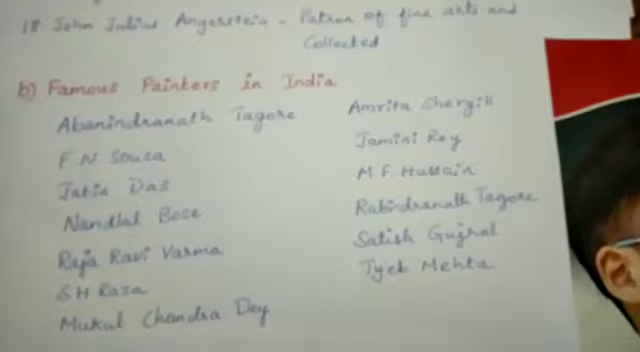 18 John Julius Angerstein - Patron of fine arts and
Collected
b) Famous Painters in India
Abanindranath Tagore
F N Souza
Jatin Das
Nandlal Bose
Raja Ravi Varma
S H Raza
Mukul Chandra Dey
Amrita Shergill
Jamini Roy
M.F. Hussain
Rabindranath Tagore
Satish Gujral
Tyeb Mehta